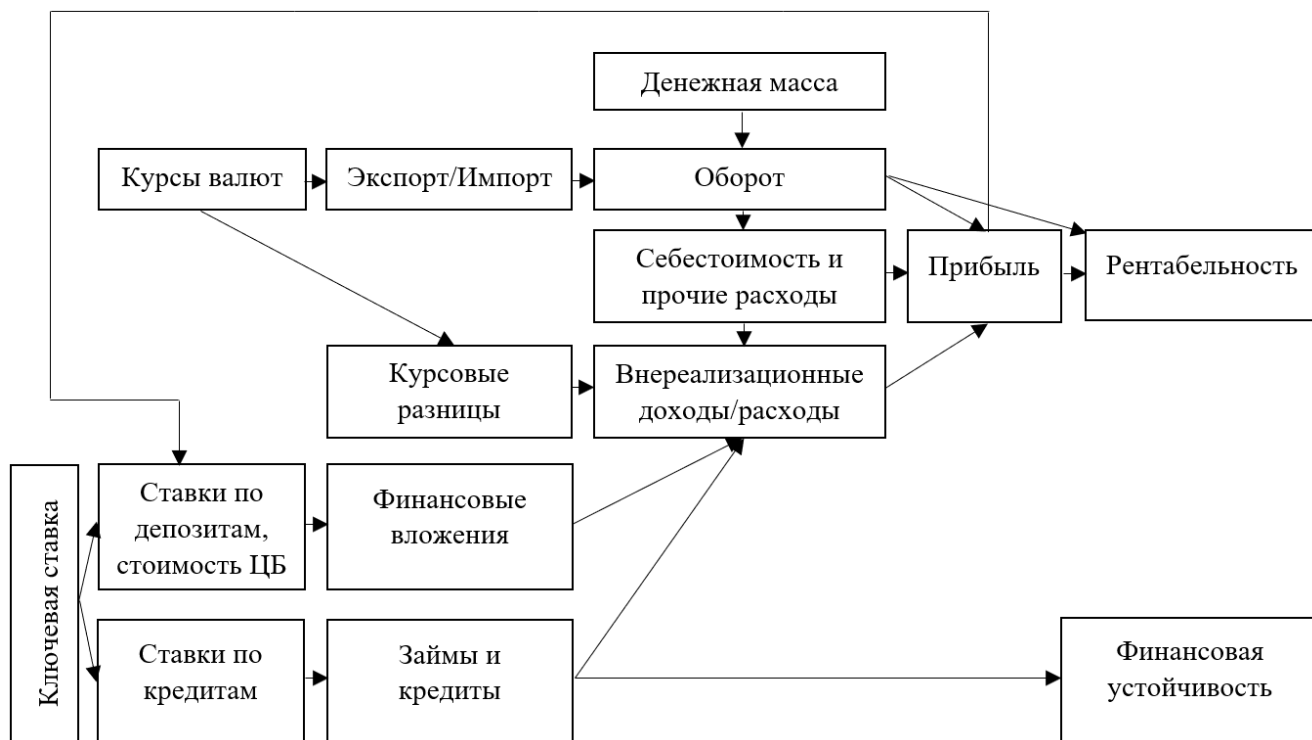 Денежная масса
Курсы валют
Экспорт/Импорт
Оборот
Себестоимость и
прочие расходы
Прибыль
Рентабельность
Курсовые
разницы
Внереализационные
доходы/расходы
Ключевая ставка
Ставки по
депозитам,
стоимость ЦБ
Финансовые
вложения
Ставки по
кредитам
Займы и
кредиты
Финансовая
устойчивость